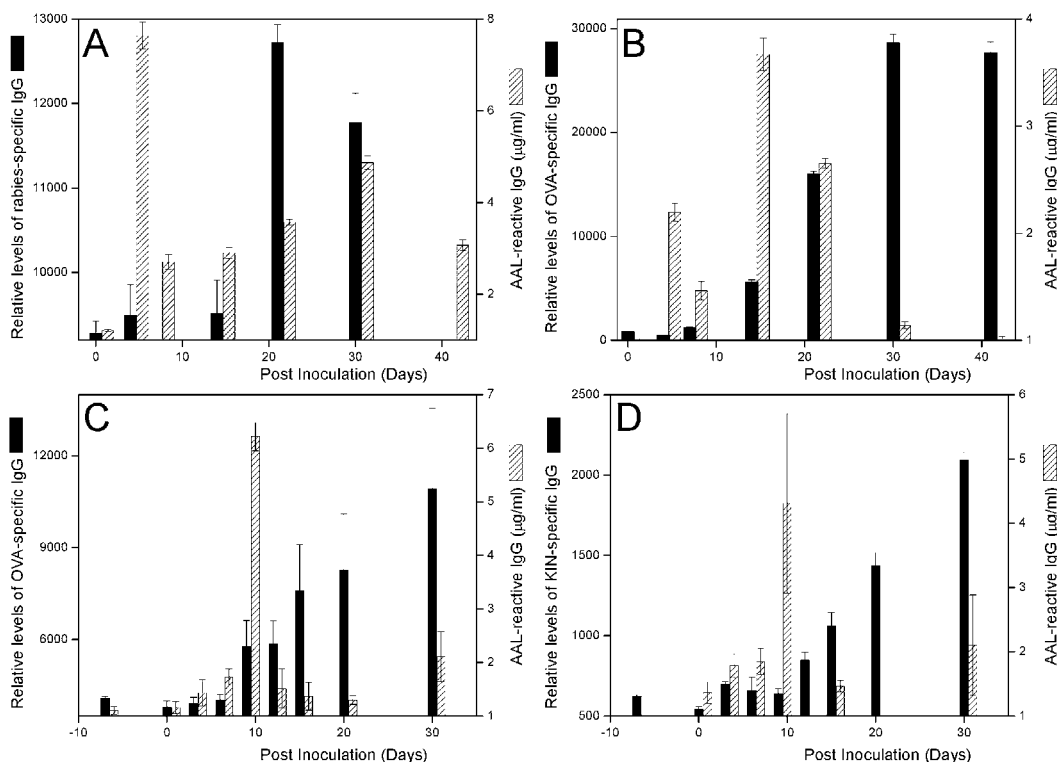 A
Relative levels of rabies-specific IgG
13000
12000
11000
10000
8
6
4
2
AAL-reactive IgG (μg/ml)
0 10 20 30 40
Post Inoculation (Days)
B
Relative levels of OVA-specific IgG
30000
20000
10000
0
4
3
2
1
AAL-reactive IgG (μg/ml)
0 10 20 30 40
Post Inoculation (Days)
C
Relative levels of OVA-specific IgG
12000
9000
6000
7
6
5
4
3
2
1
AAL-reactive IgG (μg/ml)
-10 0 10 20 30
Post Inoculation (Days)
D
Relative levels of KIN-specific IgG
2500
2000
1500
1000
500
6
5
4
3
2
1
AAL-reactive IgG (μg/ml)
-10 0 10 20 30
Post Inoculation (Days)